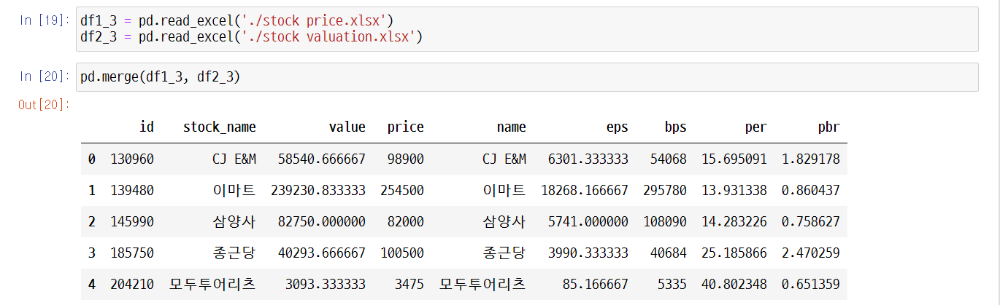 In [19]: df1_3 = pd.read_excel('./stock price.xlsx')
df2_3 = pd.read_excel('./stock valuation.xlsx')
In [20]: pd.merge(df1_3, df2_3)
Out[20]:
id stock_name value price name eps bps per pbr
0 130960 CJ E&M 58540.666667 98900 CJ E&M 6301.333333 54068 15.695091 1.829178
1 139480 이마트 239230.833333 254500 이마트 18268.166667 295780 13.931338 0.860437
2 145990 삼양사 82750.000000 82000 삼양사 5741.000000 108090 14.283226 0.758627
3 185750 종근당 40293.666667 100500 종근당 3990.333333 40684 25.185866 2.470259
4 204210 모두투어리츠 3093.333333 3475 모두투어리츠 85.166667 5335 40.802348 0.651359